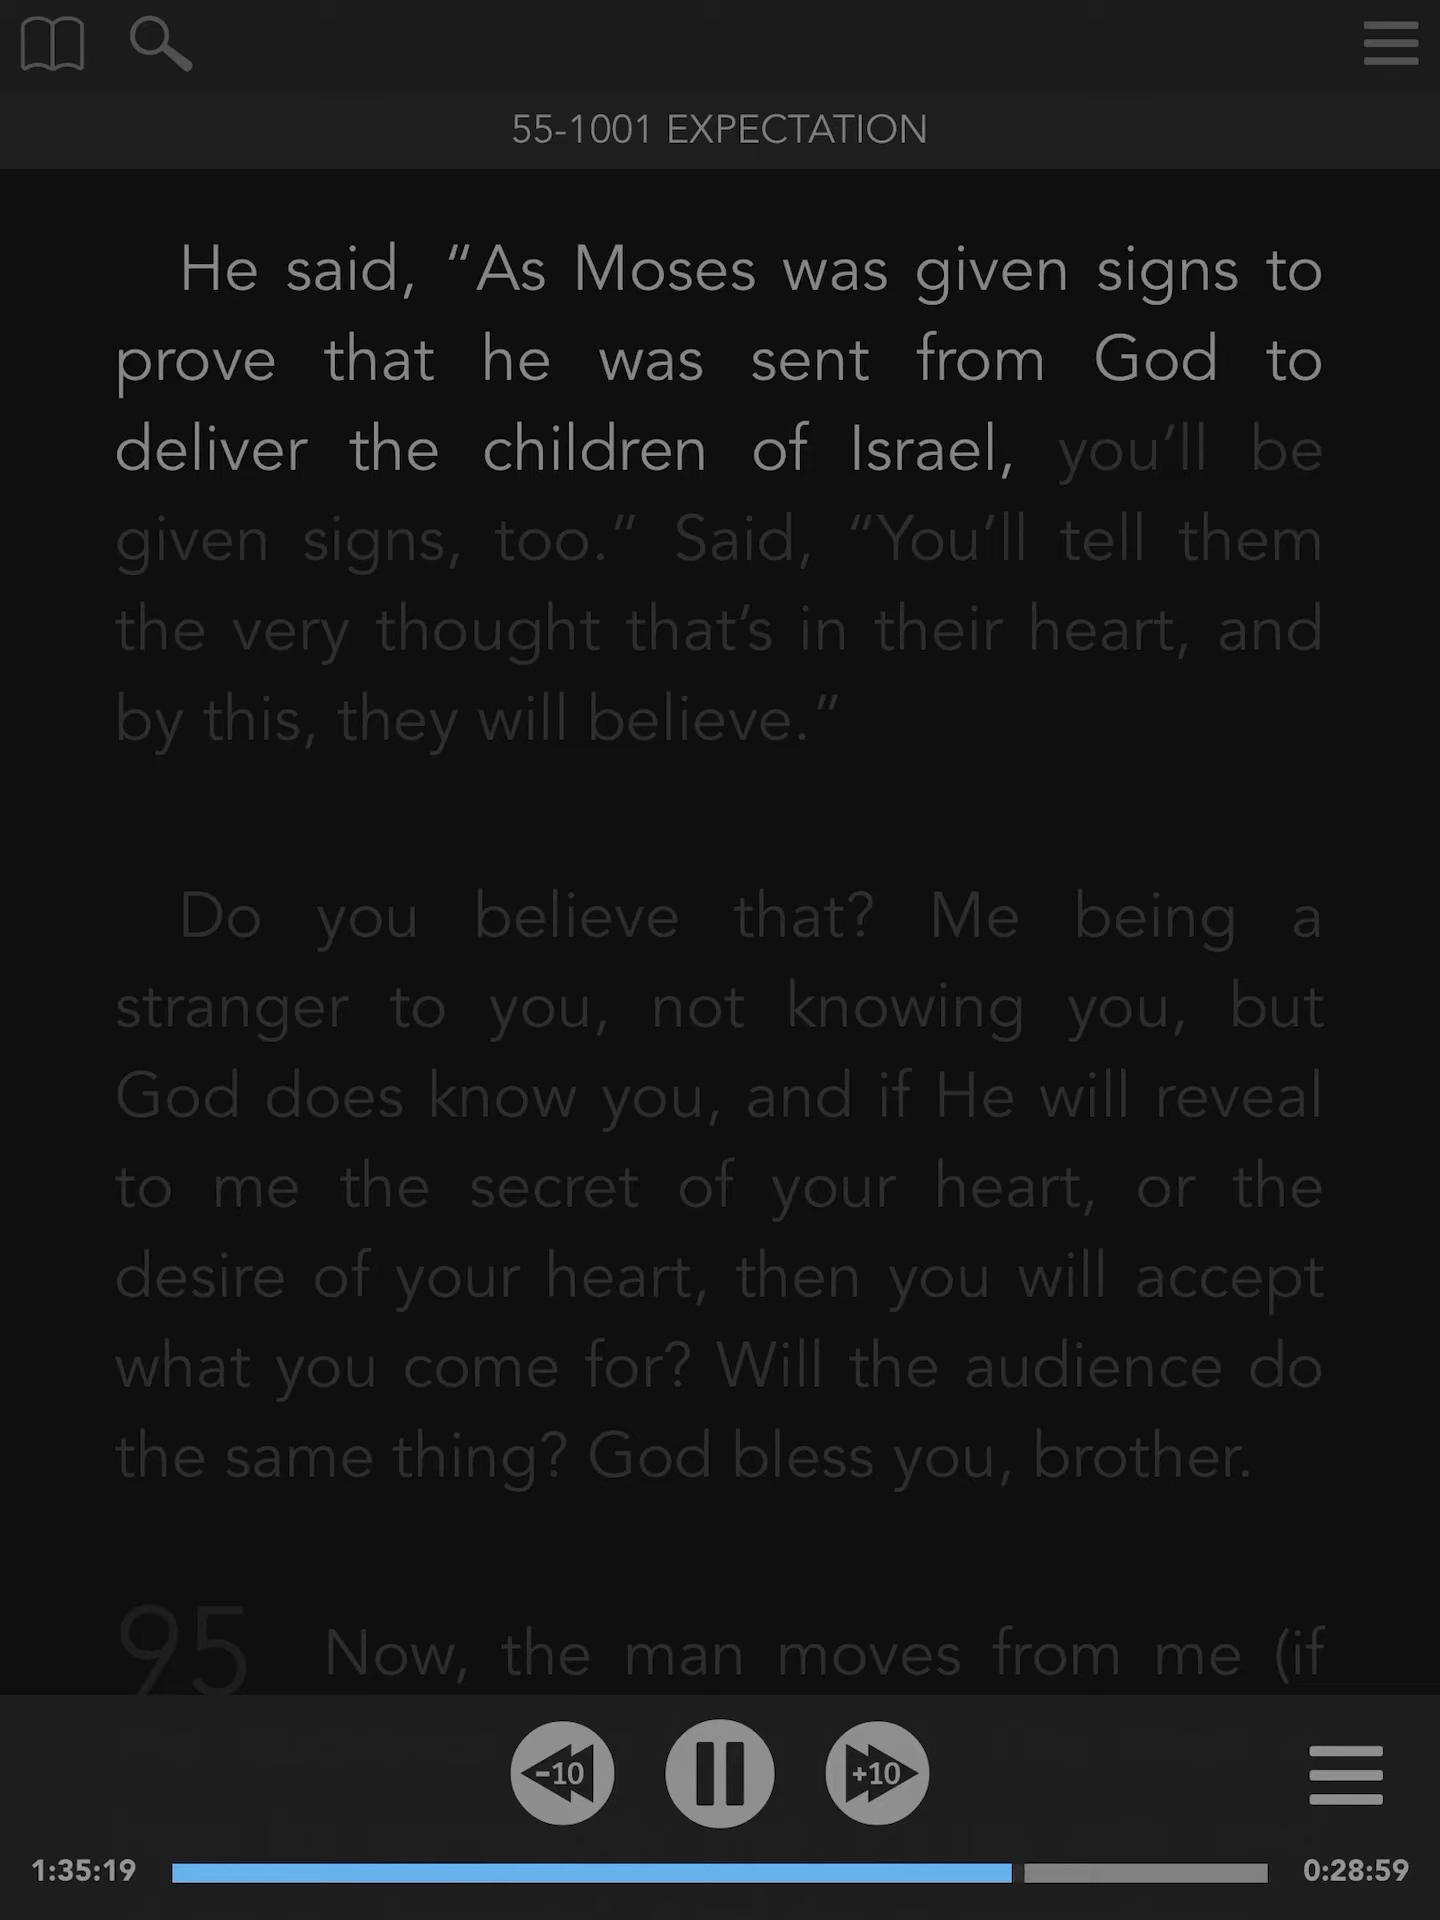 55-1001 EXPECTATION
He said, “As Moses was given signs to
prove that he was sent from God to
deliver the children of Israel, you’ll be
given signs, too.” Said, “You’ll tell them
the very thought that’s in their heart, and
by this, they will believe.”
Do you believe that? Me being a
stranger to you, not knowing you, but
God does know you, and if He will reveal
to me the secret of your heart, or the
desire of your heart, then you will accept
what you come for? Will the audience do
the same thing? God bless you, brother.
95 Now, the man moves from me (if
-10
+10
1:35:19
0:28:59